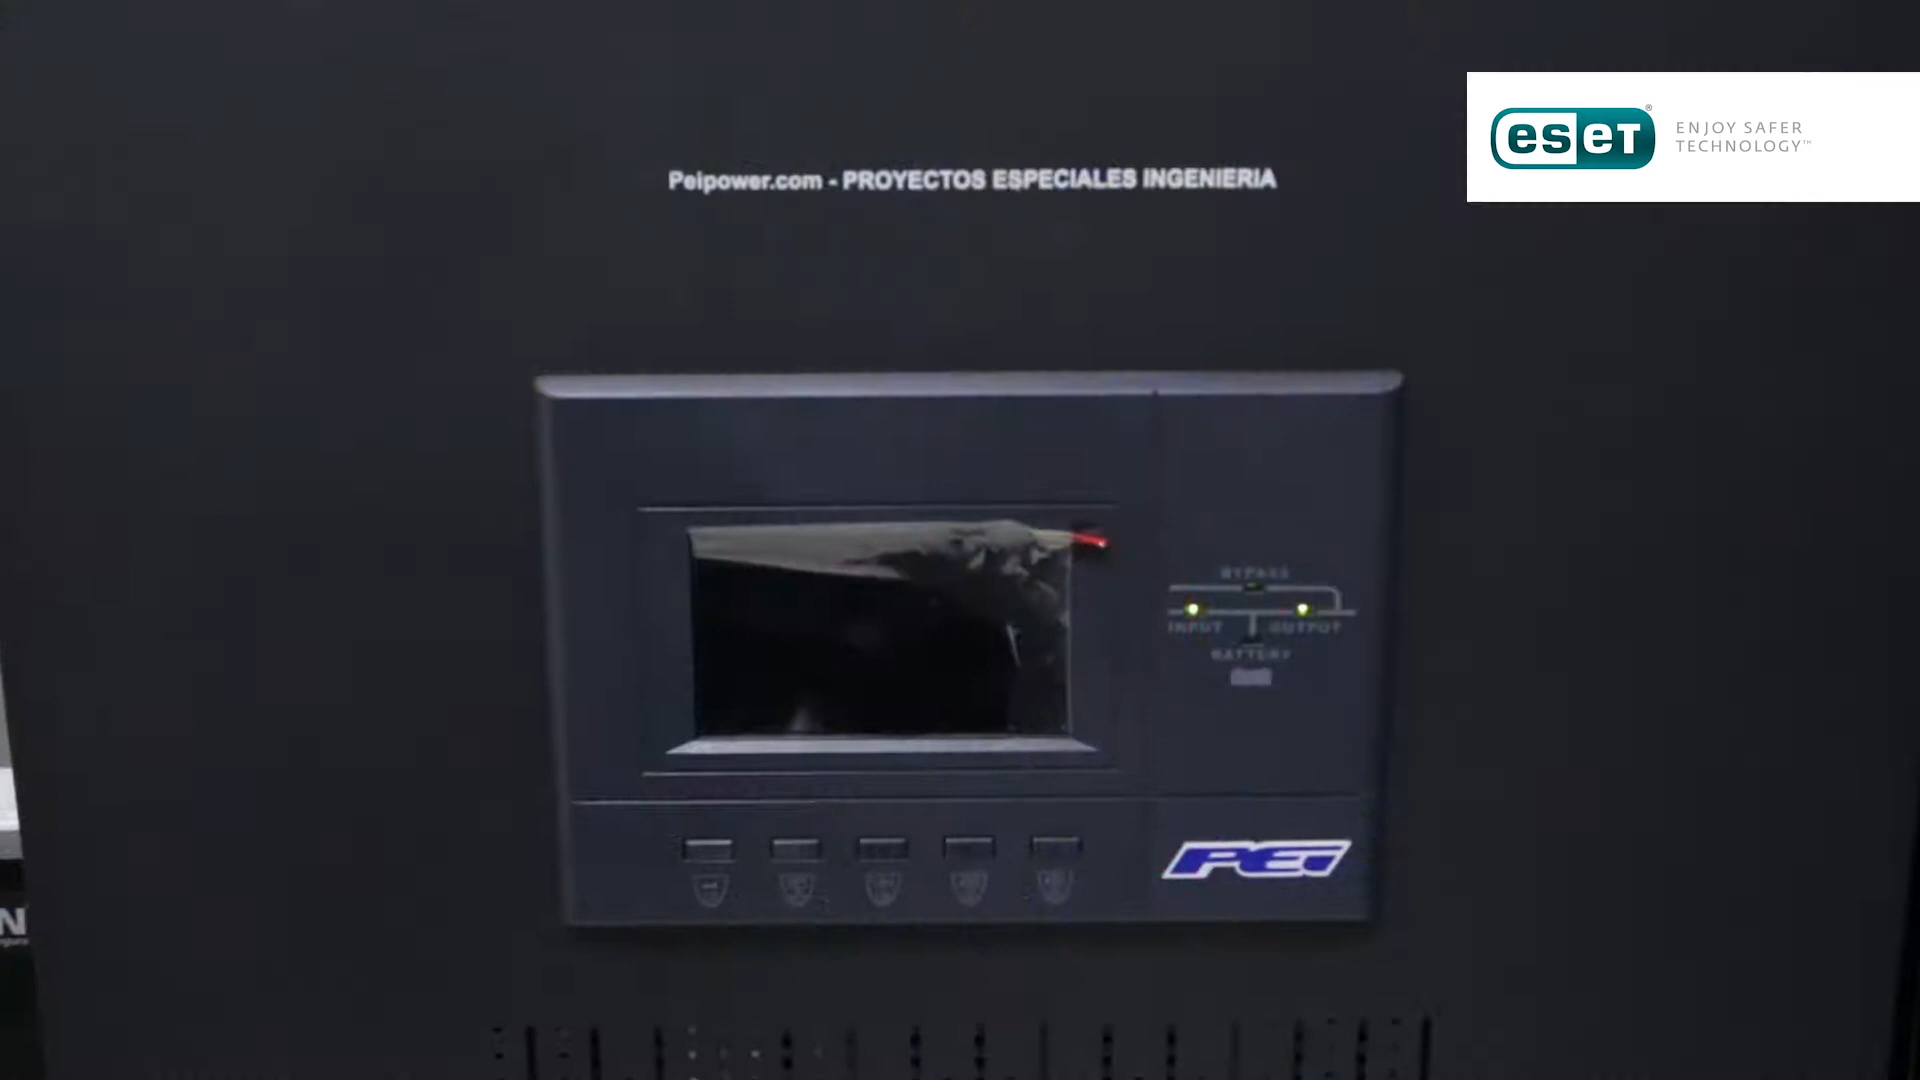 eset®
ENJOY SAFER
TECHNOLOGY™
Peipower.com - PROYECTOS ESPECIALES INGENIERIA
BYPASS
INPUT OUTPUT
BATTERY
PEi
N